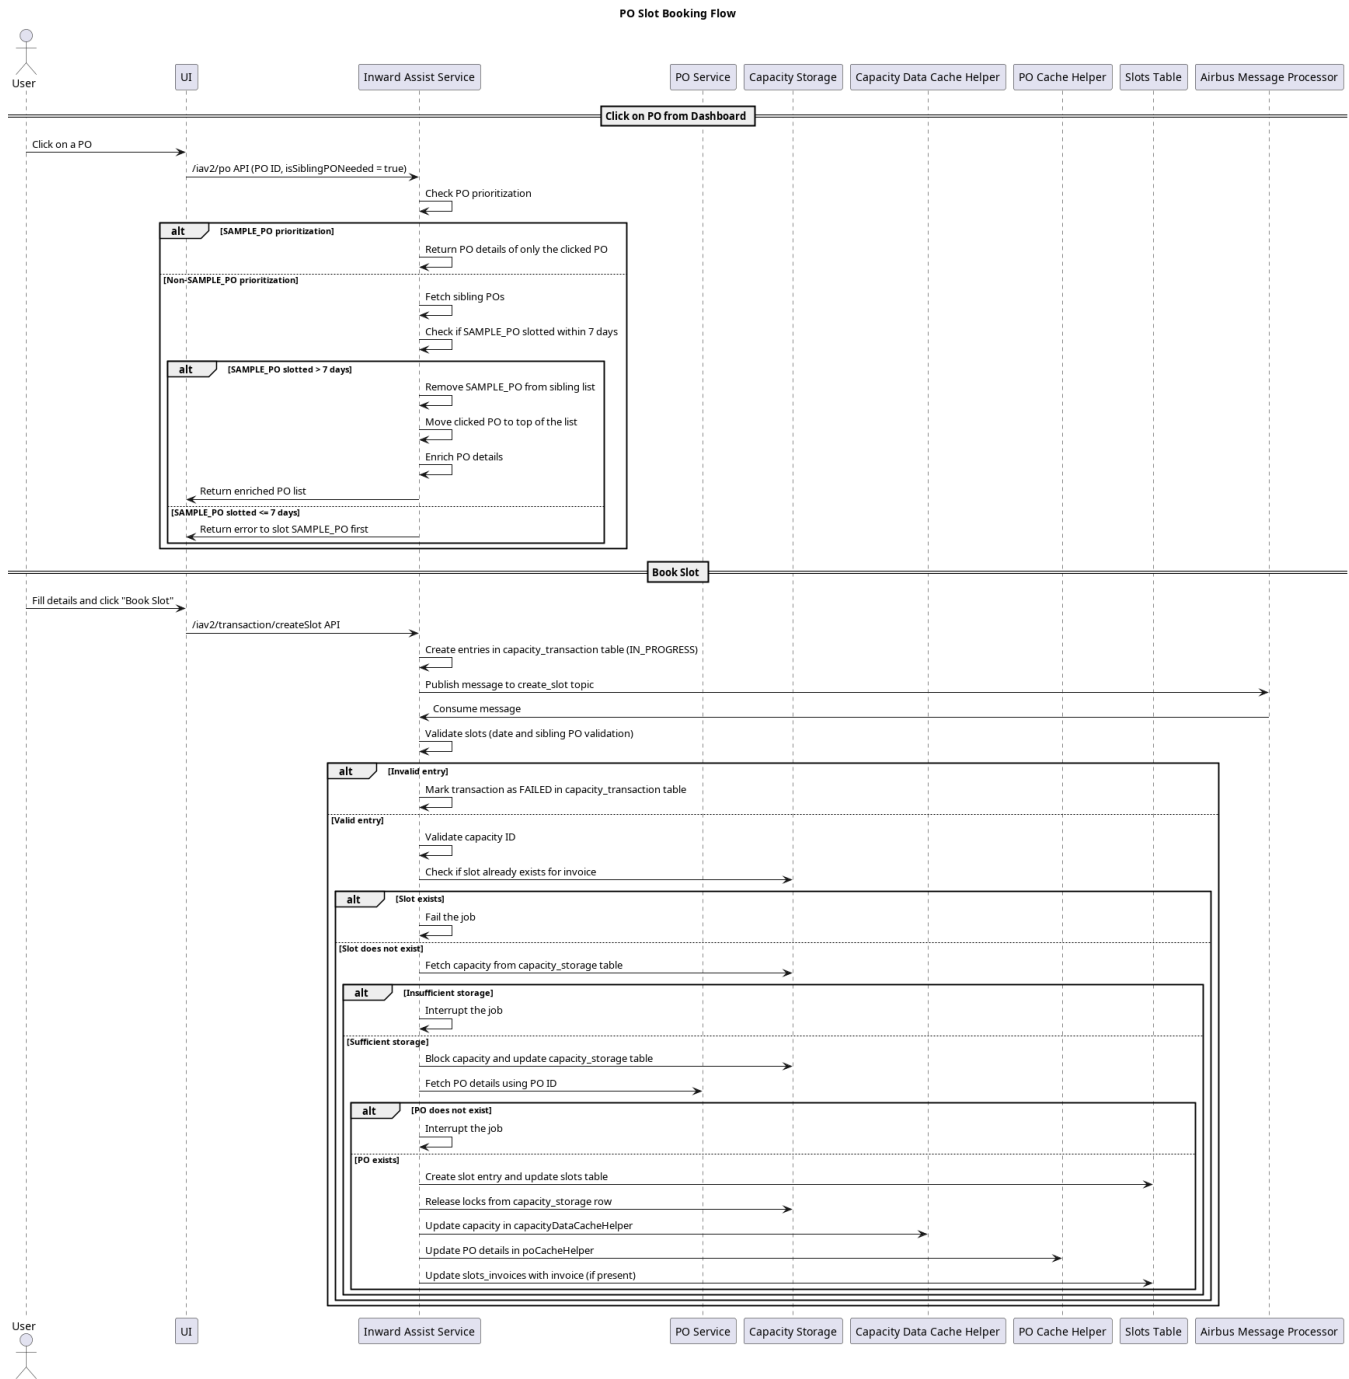 PO Slot Booking Flow
User
UI
Inward Assist Service
PO Service
Capacity Storage
Capacity Data Cache Helper
PO Cache Helper
Slots Table
Airbus Message Processor
Click on PO from Dashboard
Click on a PO
/iav2/po API (PO ID, isSiblingPONeeded = true)
Check PO prioritization
alt [SAMPLE_PO prioritization]
Return PO details of only the clicked PO
[Non-SAMPLE_PO prioritization]
Fetch sibling POs
Check if SAMPLE_PO slotted within 7 days
alt [SAMPLE_PO slotted > 7 days]
Remove SAMPLE_PO from sibling list
Move clicked PO to top of the list
Enrich PO details
Return enriched PO list
[SAMPLE_PO slotted <= 7 days]
Return error to slot SAMPLE_PO first
Book Slot
Fill details and click "Book Slot"
/iav2/transaction/createSlot API
Create entries in capacity_transaction table (IN_PROGRESS)
Publish message to create_slot topic
Consume message
Validate slots (date and sibling PO validation)
alt [Invalid entry]
Mark transaction as FAILED in capacity_transaction table
[Valid entry]
Validate capacity ID
Check if slot already exists for invoice
alt [Slot exists]
Fail the job
[Slot does not exist]
Fetch capacity from capacity_storage table
alt [Insufficient storage]
Interrupt the job
[Sufficient storage]
Block capacity and update capacity_storage table
Fetch PO details using PO ID
alt [PO does not exist]
Interrupt the job
[PO exists]
Create slot entry and update slots table
Release locks from capacity_storage row
Update capacity in capacityDataCacheHelper
Update PO details in poCacheHelper
Update slots_invoices with invoice (if present)
User
UI
Inward Assist Service
PO Service
Capacity Storage
Capacity Data Cache Helper
PO Cache Helper
Slots Table
Airbus Message Processor